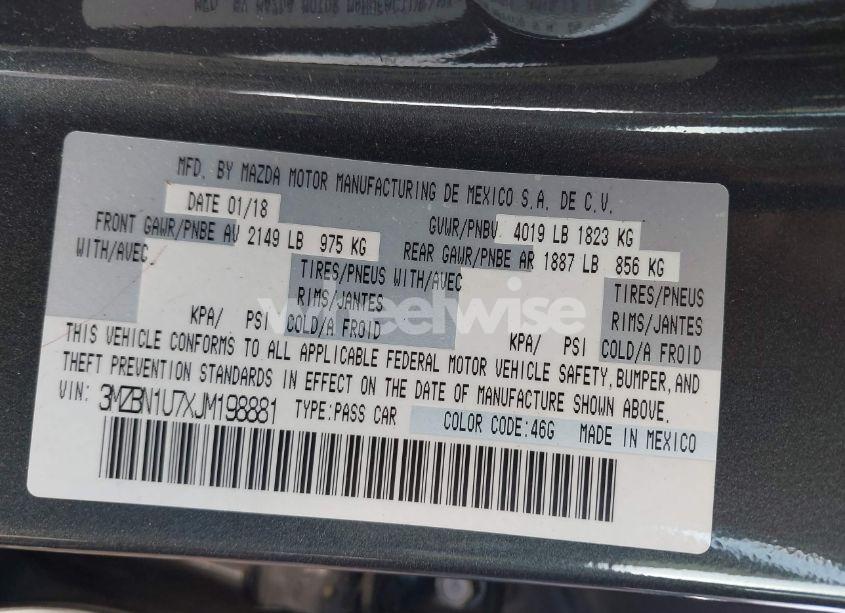 MFD. BY MAZDA MOTOR MANUFACTURING DE MEXICO S.A. DE C.V.
DATE 01/18 GVWR/PNBV 4019 LB 1823 KG
FRONT GAWR/PNBE AV 2149 LB 975 KG REAR GAWR/PNBE AR 1887 LB 856 KG
WITH/AVEC TIRES/PNEUS WITH/AVEC TIRES/PNEUS
RIMS/JANTES RIMS/JANTES
KPA/ PSI COLD/A FROID KPA/ PSI COLD/A FROID
wheelwise
THIS VEHICLE CONFORMS TO ALL APPLICABLE FEDERAL MOTOR VEHICLE SAFETY, BUMPER, AND
THEFT PREVENTION STANDARDS IN EFFECT ON THE DATE OF MANUFACTURE SHOWN ABOVE.
VIN: 3MZBN1U7XJM198881 TYPE:PASS CAR COLOR CODE:46G MADE IN MEXICO